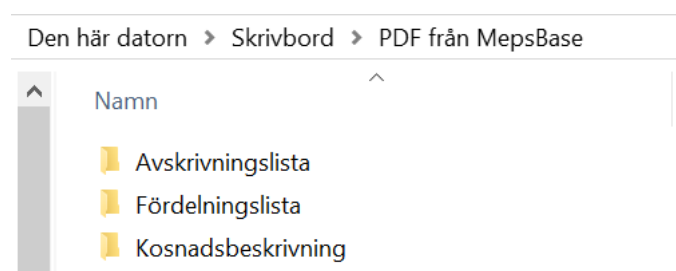 Den här datorn > Skrivbord > PDF från MepsBase
Namn
Avskrivningslista
Fördelningslista
Kosnadsbeskrivning